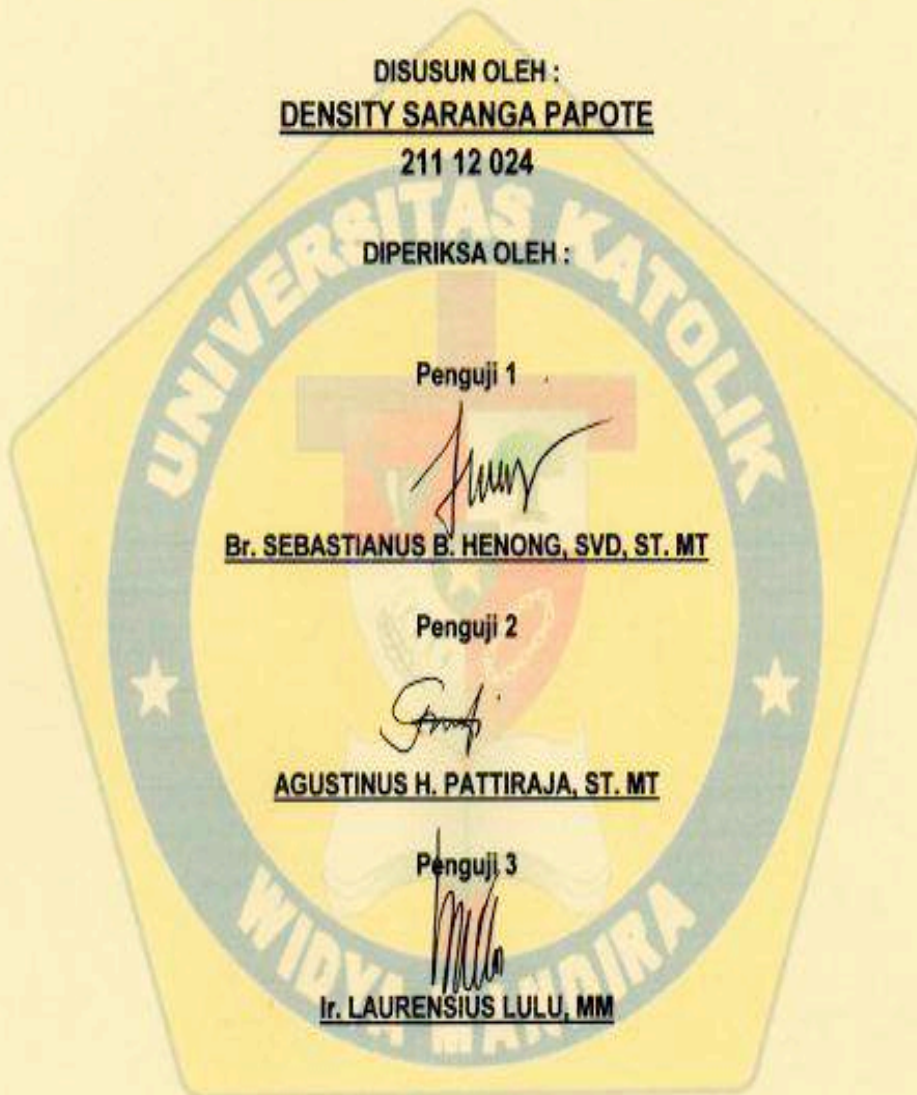 DISUSUN OLEH :
DENSITY SARANGA PAPOTE
211 12 024
DIPERIKSA OLEH :
UNIVERSITAS KATOLIK
Penguji 1
Br. SEBASTIANUS B. HENONG, SVD, ST. MT
Penguji 2
AGUSTINUS H. PATTIRAJA, ST. MT
Penguji 3
Ir. LAURENSIUS LULU, MM
WIDYA MANDIRA